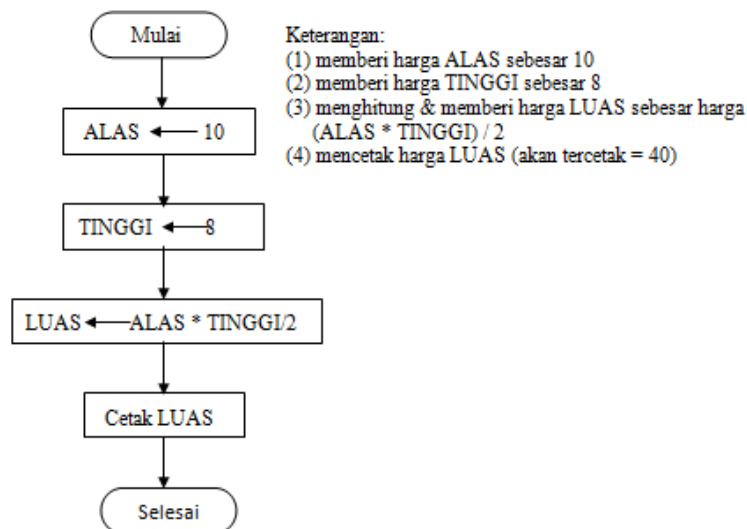 Mulai
ALAS 10
TINGGI 8
LUAS ALAS * TINGGI/2
Cetak LUAS
Selesai
Keterangan:
(1) memberi harga ALAS sebesar 10
(2) memberi harga TINGGI sebesar 8
(3) menghitung & memberi harga LUAS sebesar harga
(ALAS * TINGGI) / 2
(4) mencetak harga LUAS (akan tercetak = 40)